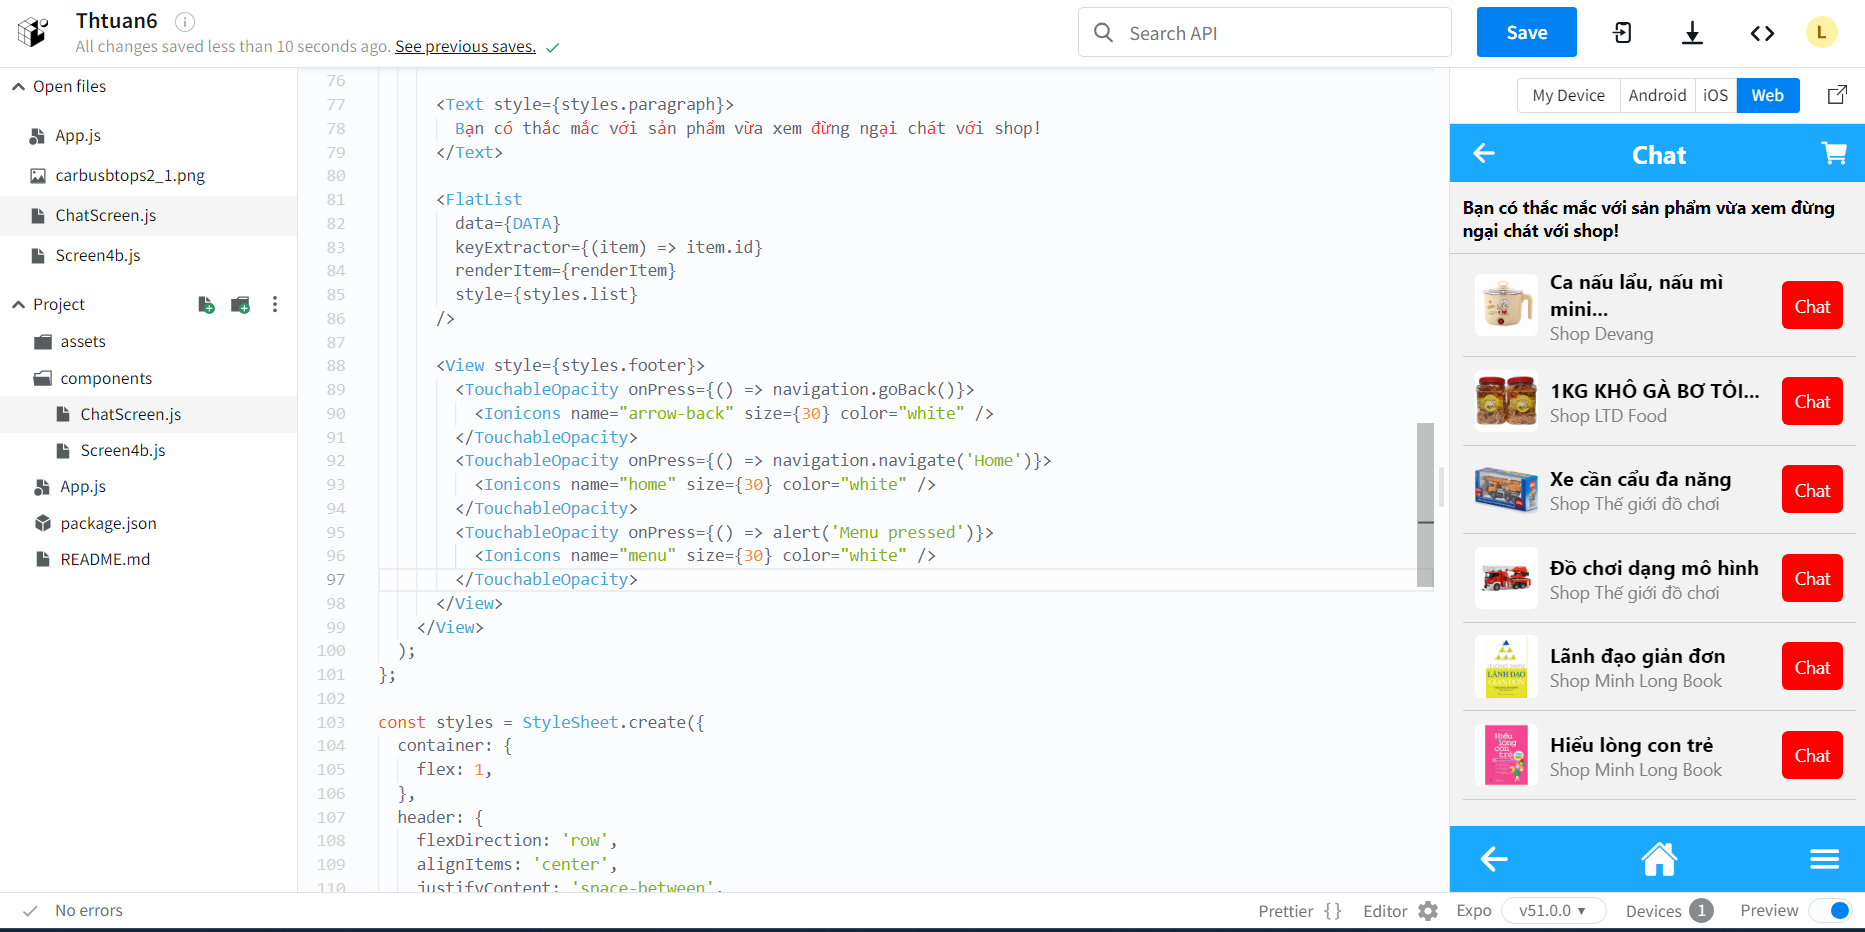 Thtuan6
All changes saved less than 10 seconds ago. See previous saves.
Search API
Save
L
Open files
App.js
carbusbtops2_1.png
ChatScreen.js
Screen4b.js
Project
assets
components
ChatScreen.js
Screen4b.js
App.js
package.json
README.md
76
77 <Text style={styles.paragraph}>
78 Bạn có thắc mắc với sản phẩm vừa xem đừng ngại chát với shop!
79 </Text>
80
81 <FlatList
82 data={DATA}
83 keyExtractor={(item) => item.id}
84 renderItem={renderItem}
85 style={styles.list}
86 />
87
88 <View style={styles.footer}>
89 <TouchableOpacity onPress={() => navigation.goBack()}>
90 <Ionicons name="arrow-back" size={30} color="white" />
91 </TouchableOpacity>
92 <TouchableOpacity onPress={() => navigation.navigate('Home')}>
93 <Ionicons name="home" size={30} color="white" />
94 </TouchableOpacity>
95 <TouchableOpacity onPress={() => alert('Menu pressed')}>
96 <Ionicons name="menu" size={30} color="white" />
97 </TouchableOpacity>
98 </View>
99 </View>
100 );
101 };
102
103 const styles = StyleSheet.create({
104 container: {
105 flex: 1,
106 },
107 header: {
108 flexDirection: 'row',
109 alignItems: 'center',
110 justifyContent: 'space-between',
My Device Android iOS Web
Chat
Bạn có thắc mắc với sản phẩm vừa xem đừng
ngại chát với shop!
Ca nấu lẩu, nấu mì
mini...
Shop Devang
Chat
1KG KHÔ GÀ BƠ TỎI...
Shop LTD Food
Chat
Xe cần cẩu đa năng
Shop Thế giới đồ chơi
Chat
Đồ chơi dạng mô hình
Shop Thế giới đồ chơi
Chat
LÃNH ĐẠO
GIẢN ĐƠN
Lãnh đạo giản đơn
Shop Minh Long Book
Chat
Hiểu
lòng
con
trẻ
Hiểu lòng con trẻ
Shop Minh Long Book
Chat
No errors
Prettier { } Editor Expo v51.0.0 Devices 1 Preview